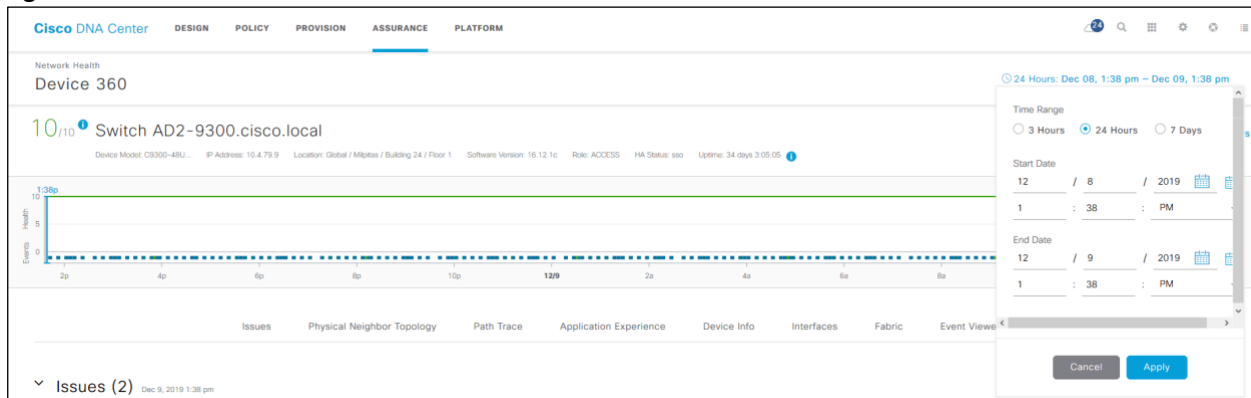 Cisco DNA Center DESIGN POLICY PROVISION ASSURANCE PLATFORM 24
Network Health
Device 360
24 Hours: Dec 08, 1:38 pm – Dec 09, 1:38 pm
10/10 Switch AD2-9300.cisco.local
Device Model: C9300-48U... IP Address: 10.4.79.9 Location: Global / Milpitas / Building 24 / Floor 1 Software Version: 16.12.1c Role: ACCESS HA Status: sso Uptime: 34 days 3:05:05
Time Range
3 Hours 24 Hours 7 Days
Start Date
12 / 8 / 2019
1 : 38 : PM
End Date
12 / 9 / 2019
1 : 38 : PM
Cancel Apply
1:38p
Health
10
5
Events
0
2p 4p 6p 8p 10p 12/9 2a 4a 6a 8a
Issues Physical Neighbor Topology Path Trace Application Experience Device Info Interfaces Fabric Event Viewe
Issues (2) Dec 9, 2019 1:38 pm